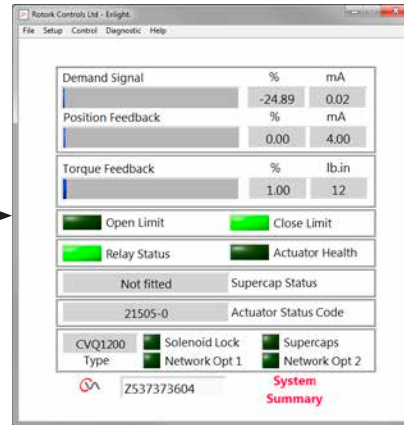 Rotork Controls Ltd - Enlight.
File Setup Control Diagnostic Help
Demand Signal % mA
-24.89 0.02
Position Feedback % mA
0.00 4.00
Torque Feedback % lb.in
1.00 12
Open Limit Close Limit
Relay Status Actuator Health
Not fitted Supercap Status
21505-0 Actuator Status Code
CVQ1200 Solenoid Lock Supercaps
Type Network Opt 1 Network Opt 2
Z537373604 System
Summary